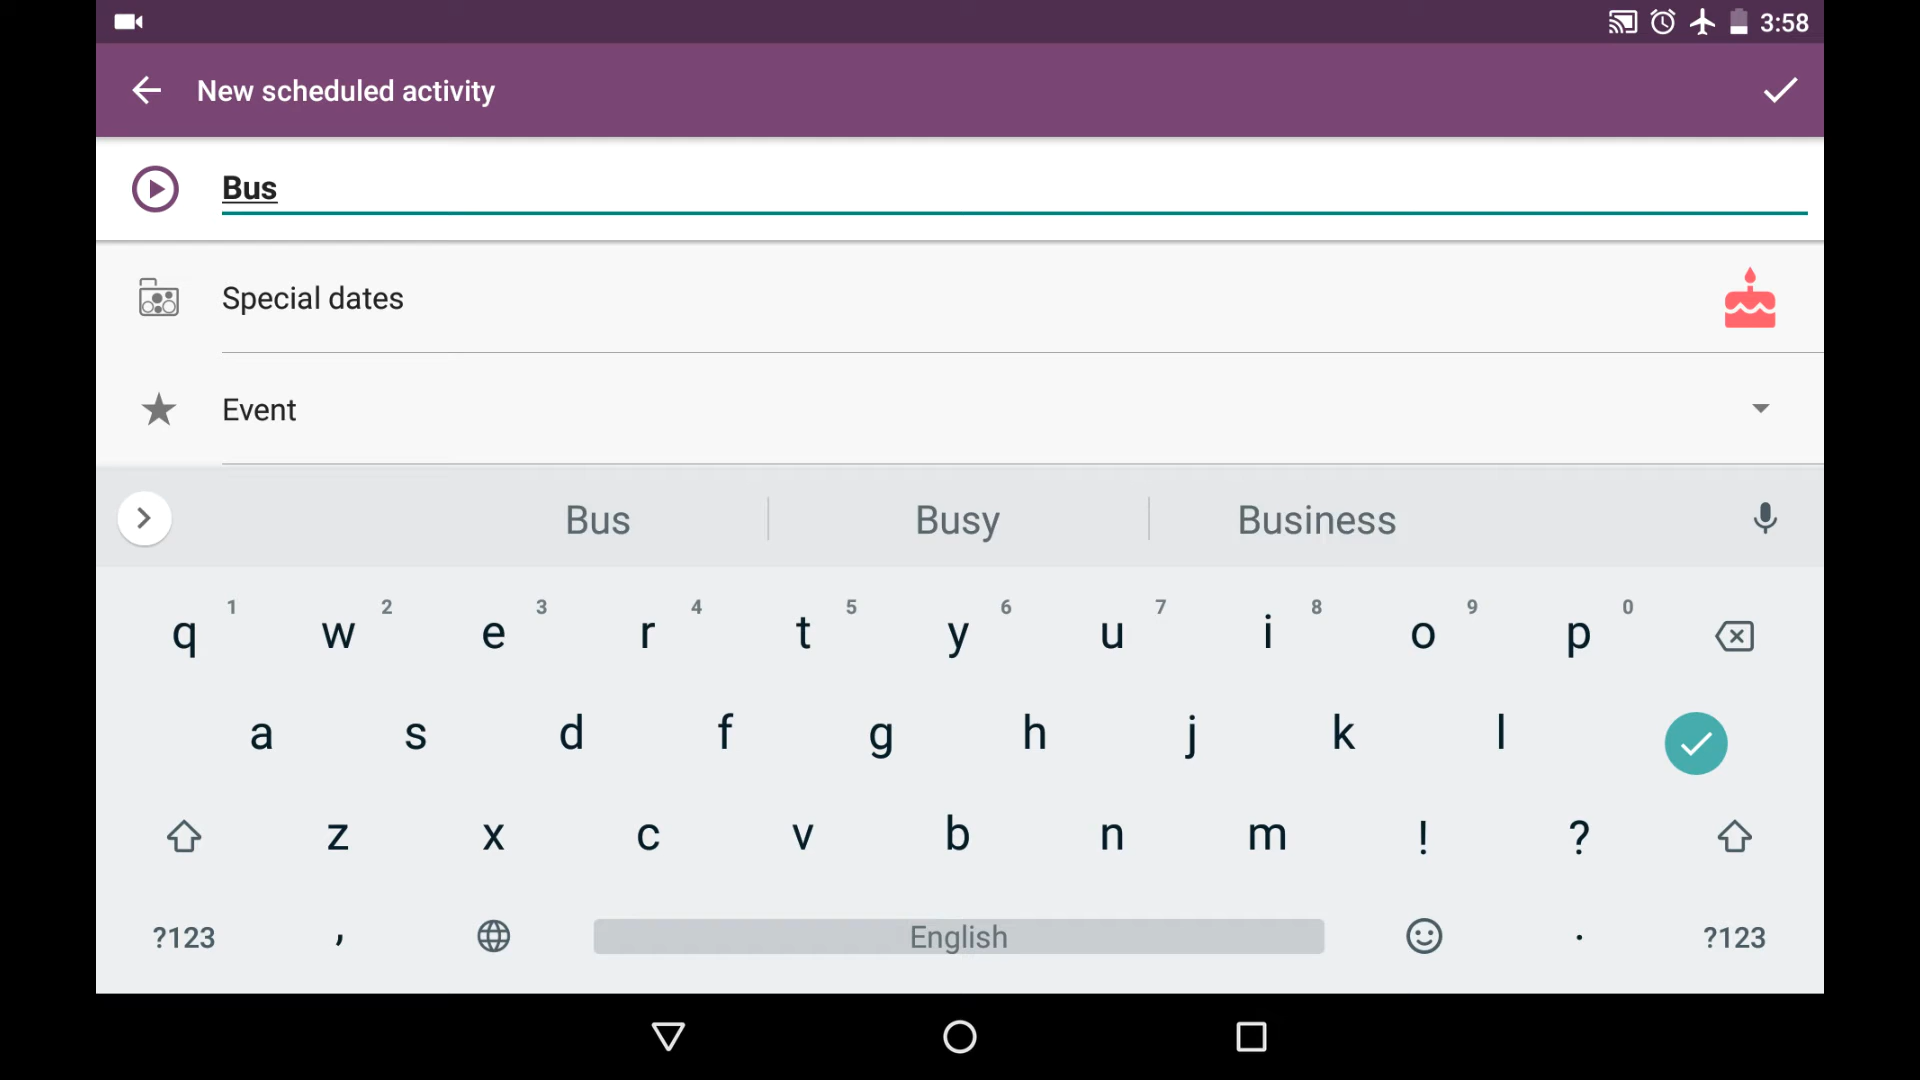 3:58
New scheduled activity
Bus
Special dates
Event
Bus Busy Business
q 1 w 2 e 3 r 4 t 5 y 6 u 7 i 8 o 9 p 0
a s d f g h j k l
z x c v b n m ! ?
?123 , English . ?123